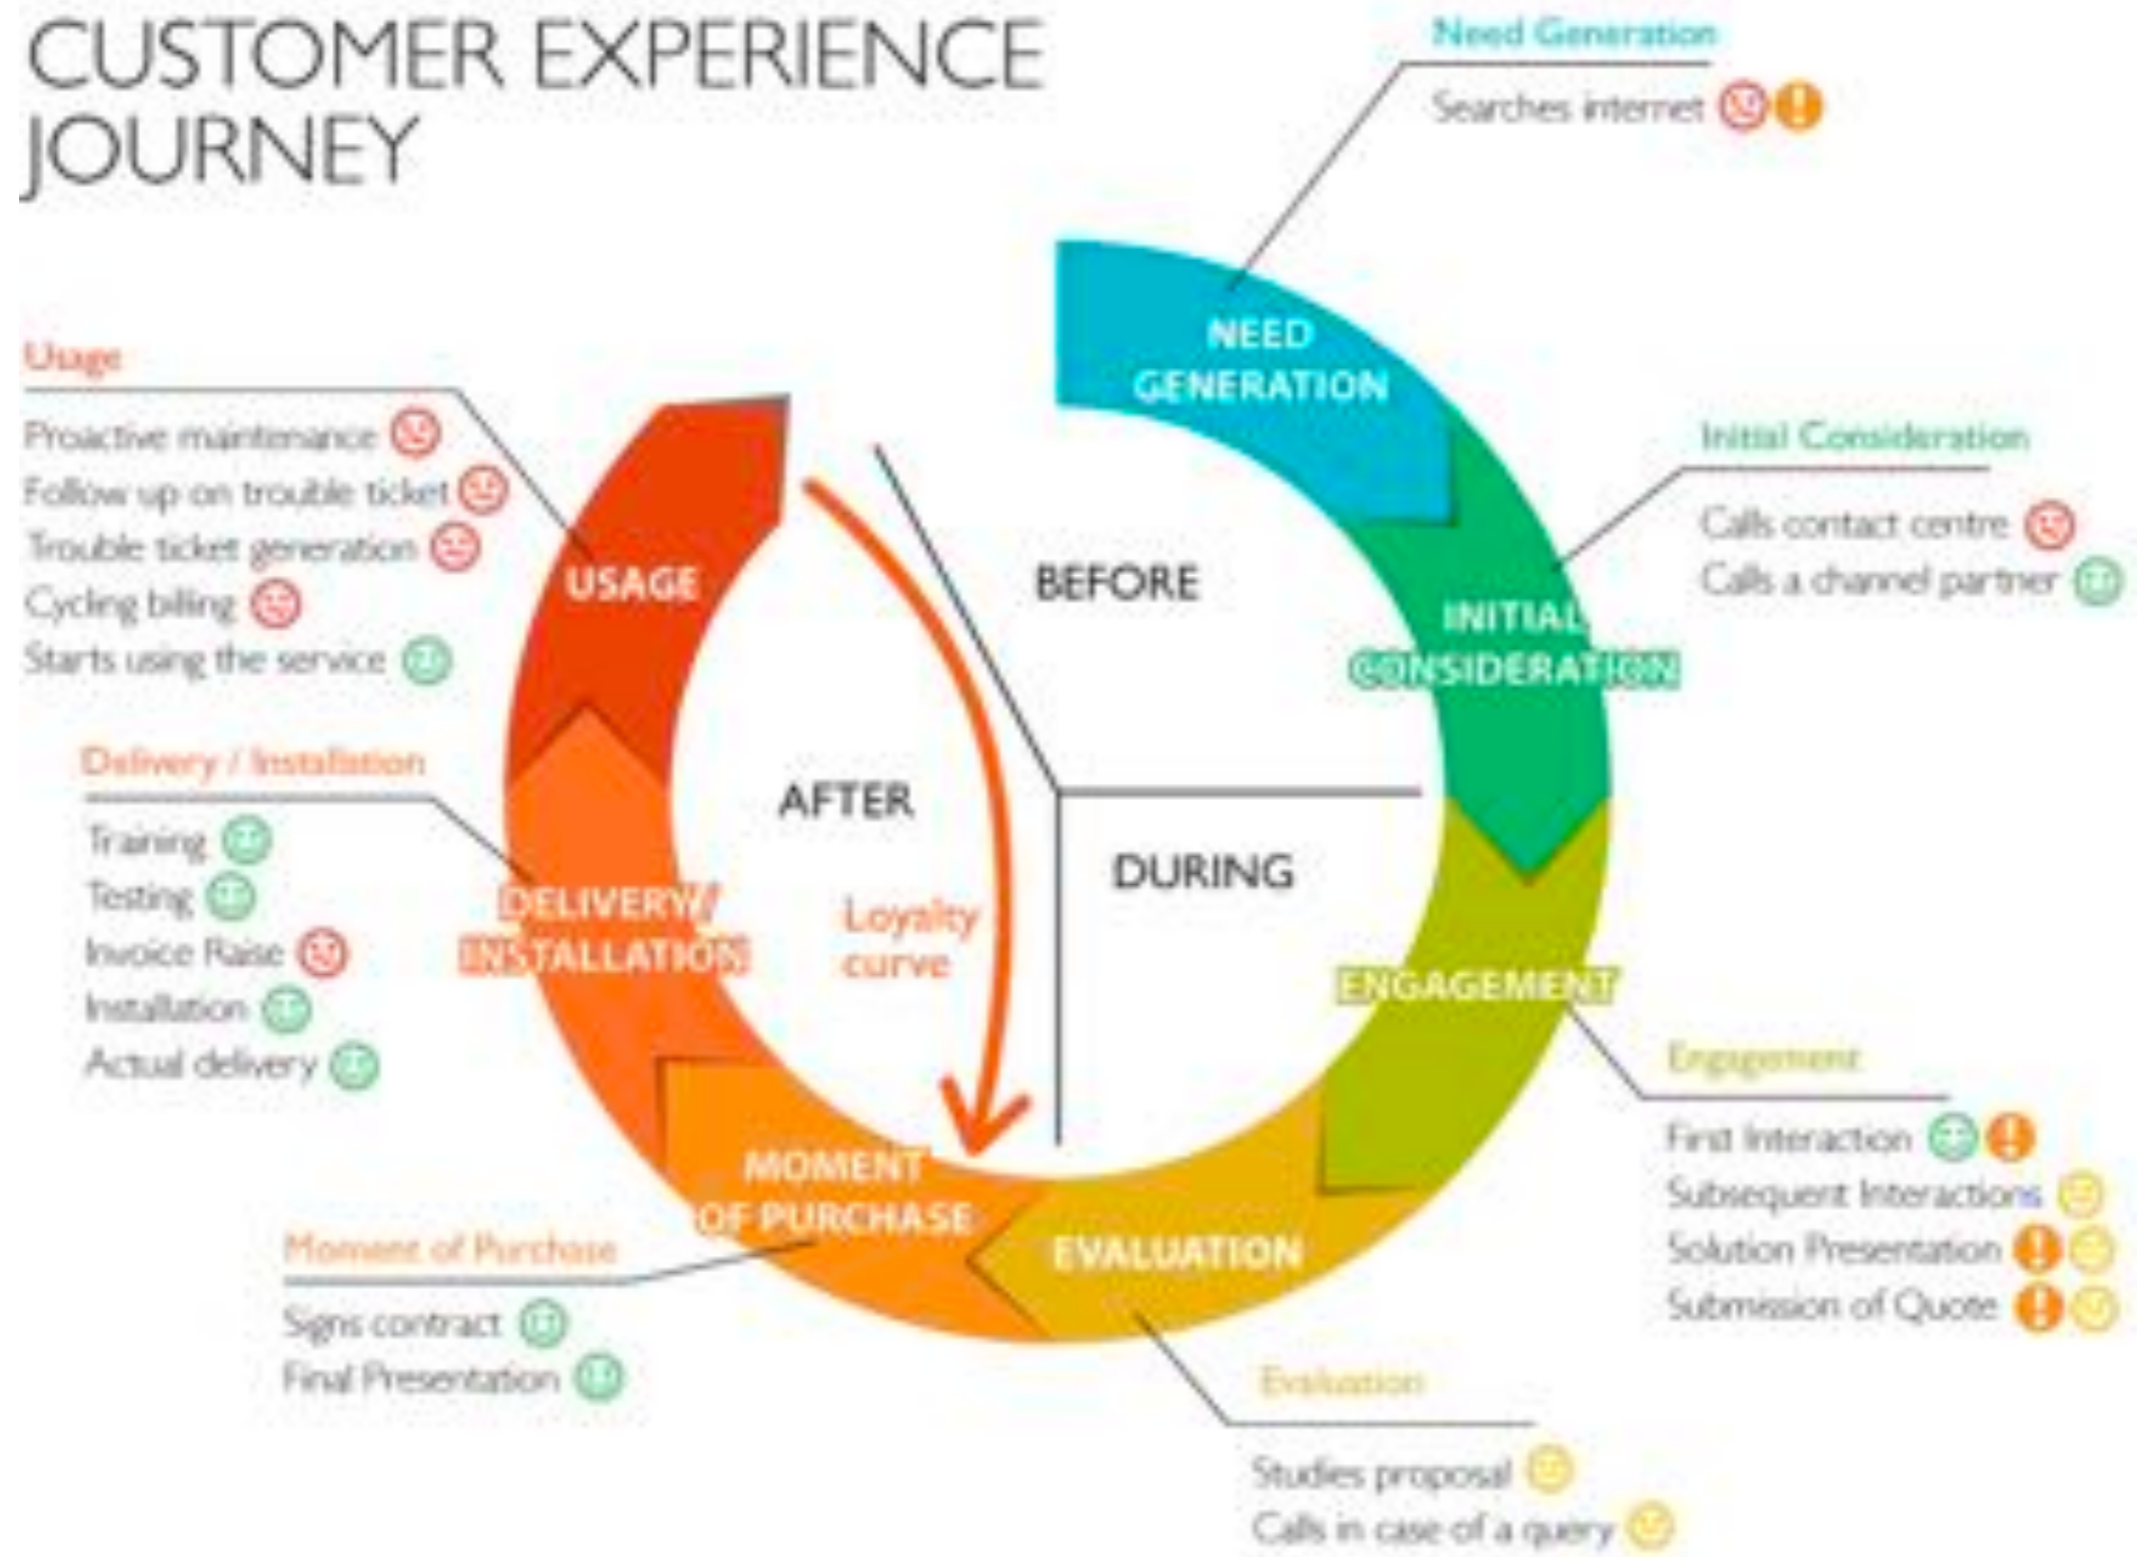 CUSTOMER EXPERIENCE
JOURNEY
Need Generation
Searches internet
NEED
GENERATION
Initial Consideration
Calls contact centre
Calls a channel partner
INITIAL
CONSIDERATION
BEFORE
DURING
AFTER
Loyalty
curve
ENGAGEMENT
Engagement
First Interaction
Subsequent Interactions
Solution Presentation
Submission of Quote
EVALUATION
Evaluation
Studies proposal
Calls in case of a query
MOMENT
OF PURCHASE
Moment of Purchase
Signs contract
Final Presentation
DELIVERY/
INSTALLATION
Delivery / Installation
Training
Testing
Invoice Raise
Installation
Actual delivery
USAGE
Usage
Proactive maintenance
Follow up on trouble ticket
Trouble ticket generation
Cycling billing
Starts using the service